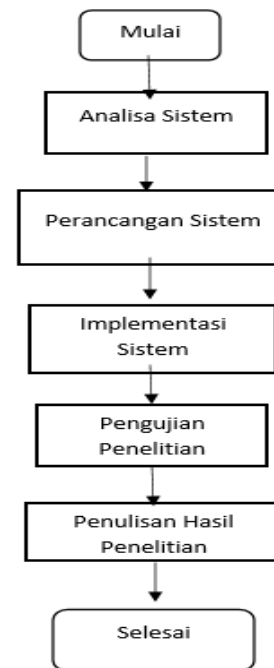 Mulai
Analisa Sistem
Perancangan Sistem
Implementasi
Sistem
Pengujian
Penelitian
Penulisan Hasil
Penelitian
Selesai